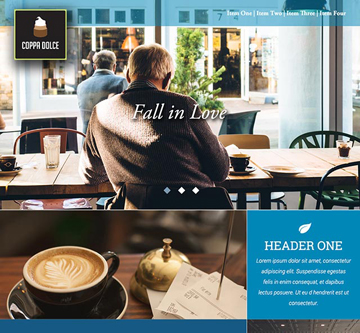 Item One | Item Two | Item Three | Item Four
COPPA DOLCE
Fall in Love
HEADER ONE
Lorem ipsum dolor sit amet, consectetur
adipiscing elit. Suspendisse egestas
felis in enim consequat, et dapibus
lectus posuere. Ut eu d hendrerit est ut
consectetur.